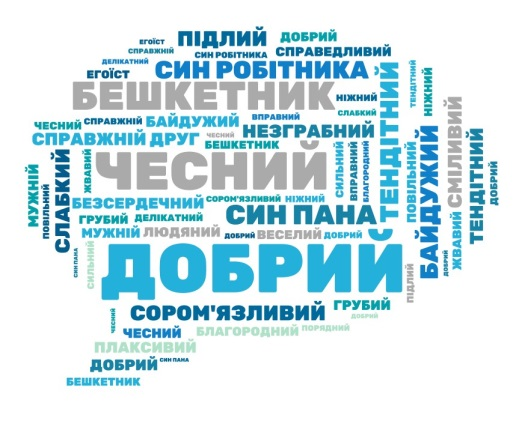 ЕГОЇСТ
ПІДЛИЙ
ДОБРИЙ
СПРАВЖНІЙ
СИН РОБІТНИКА
СПРАВЕДЛИВИЙ
ДЕЛІКАТНИЙ
ЕГОЇСТ
СИН РОБІТНИКА
ТЕНДІТНИЙ
ТЕНДІТНИЙ
НІЖНИЙ
БЕШКЕТНИК
НІЖНИЙ
СЛАБКИЙ
ЧЕСНИЙ
СПРАВЖНІЙ
БАЙДУЖИЙ
ВПРАВНИЙ
НЕЗГРАБНИЙ
СПРАВЖНІЙ ДРУГ
ЧЕСНИЙ
БЕШКЕТНИК
СМІЛИВИЙ
БАЙДУЖИЙ
ТЕНДІТНИЙ
МУЖНІЙ
ПОВІЛЬНИЙ
СЛАБКИЙ
ЖВАВИЙ
ЧЕСНИЙ
СИЛЬНИЙ
ВПРАВНИЙ
БЛАГОРОДНИЙ
ПОВІЛЬНИЙ
ЖВАВИЙ
ДОБРИЙ
БЕЗСЕРДЕЧНИЙ
СОРОМ'ЯЗЛИВИЙ
НІЖНИЙ
ГРУБИЙ
ДЕЛІКАТНИЙ
СИН ПАНА
МУЖНІЙ
ЛЮДЯНИЙ
ДОБРИЙ
ВЕСЕЛИЙ
ДОБРИЙ
СИН ПАНА
СИЛЬНИЙ
ДОБРИЙ
ДОБРИЙ
ПІДЛИЙ
ЧЕСНИЙ
СОРОМ'ЯЗЛИВИЙ
ГРУБИЙ
ДОБРИЙ
ЧЕСНИЙ
БЛАГОРОДНИЙ
ПОРЯДНИЙ
ПЛАКСИВИЙ
ДОБРИЙ
СИН ПАНА
БЕШКЕТНИК